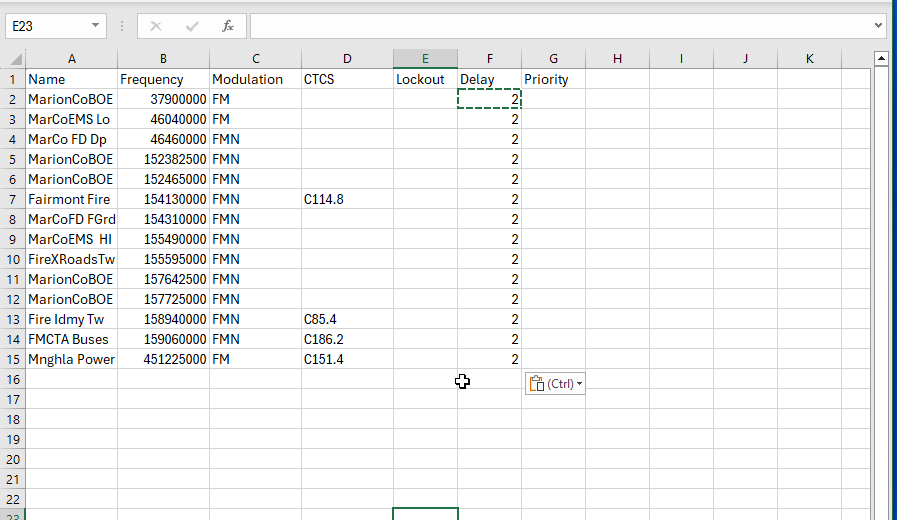 E23 fx
A B C D E F G H I J K
1 Name Frequency Modulation CTCS Lockout Delay Priority
2 MarionCoBOE 37900000 FM 2
3 MarCoEMS Lo 46040000 FM 2
4 MarCo FD Dp 46460000 FMN 2
5 MarionCoBOE 152382500 FMN 2
6 MarionCoBOE 152465000 FMN 2
7 Fairmont Fire 154130000 FMN C114.8 2
8 MarCoFD FGrd 154310000 FMN 2
9 MarCoEMS HI 155490000 FMN 2
10 FireXRoadsTw 155595000 FMN 2
11 MarionCoBOE 157642500 FMN 2
12 MarionCoBOE 157725000 FMN 2
13 Fire Idmy Tw 158940000 FMN C85.4 2
14 FMCTA Buses 159060000 FMN C186.2 2
15 Mnghla Power 451225000 FM C151.4 2
16 (Ctrl)
17
18
19
20
21
22
23